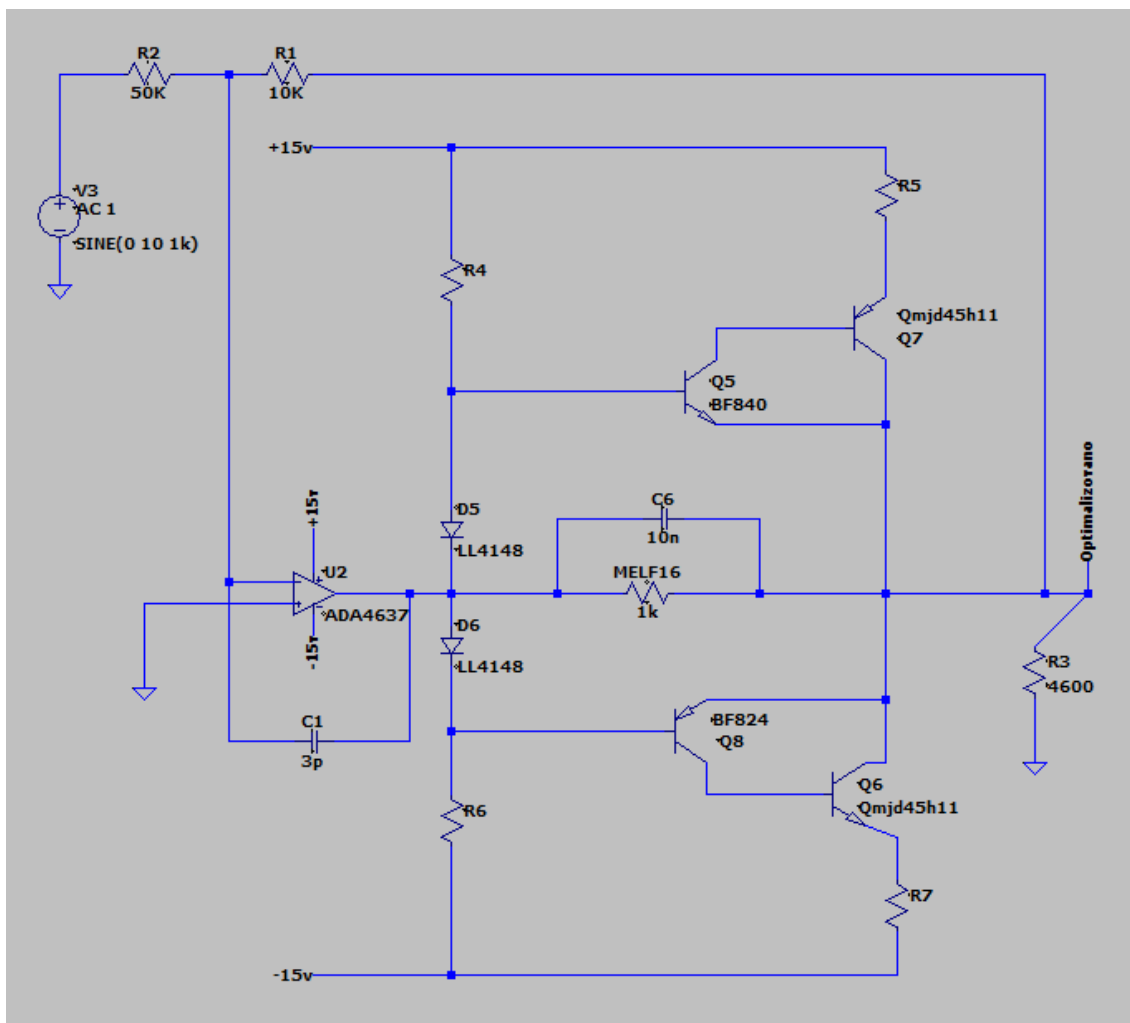 R2
R1
50K
10K
+15v
R5
V3
AC 1
SINE(0 10 1k)
R4
Qmjd45h11
Q7
Q5
BF840
+15v
D5
LL4148
C6
10n
Optimalizovano
U2
ADA4637
MELF16
1k
-15v
D6
LL4148
R3
4600
C1
3p
BF824
Q8
Q6
Qmjd45h11
R6
R7
-15v